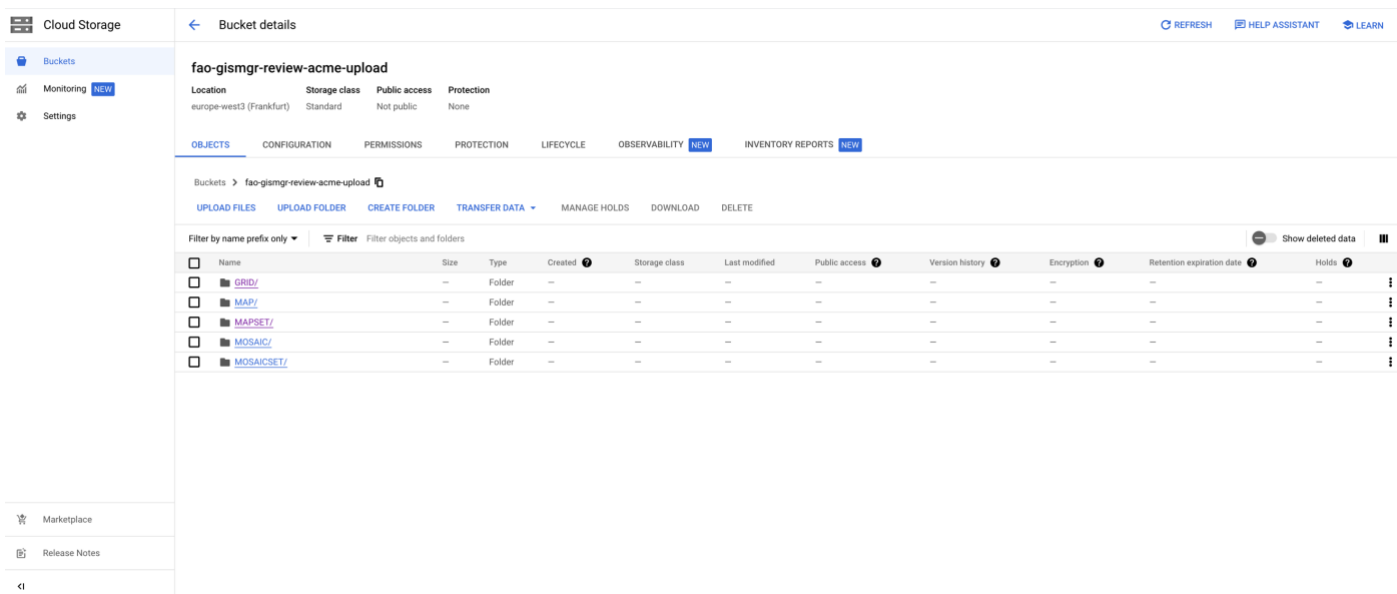 Cloud Storage
Bucket details
REFRESH HELP ASSISTANT LEARN
Buckets
Monitoring NEW
Settings
fao-gismgr-review-acme-upload
Location Storage class Public access Protection
europe-west3 (Frankfurt) Standard Not public None
OBJECTS CONFIGURATION PERMISSIONS PROTECTION LIFECYCLE OBSERVABILITY NEW INVENTORY REPORTS NEW
Buckets > fao-gismgr-review-acme-upload
UPLOAD FILES UPLOAD FOLDER CREATE FOLDER TRANSFER DATA MANAGE HOLDS DOWNLOAD DELETE
Filter by name prefix only Filter Filter objects and folders Show deleted data
Name Size Type Created Storage class Last modified Public access Version history Encryption Retention expiration date Holds
GRID/ — Folder — — — — — — — —
MAP/ — Folder — — — — — — — —
MAPSET/ — Folder — — — — — — — —
MOSAIC/ — Folder — — — — — — — —
MOSAICSET/ — Folder — — — — — — — —
Marketplace
Release Notes